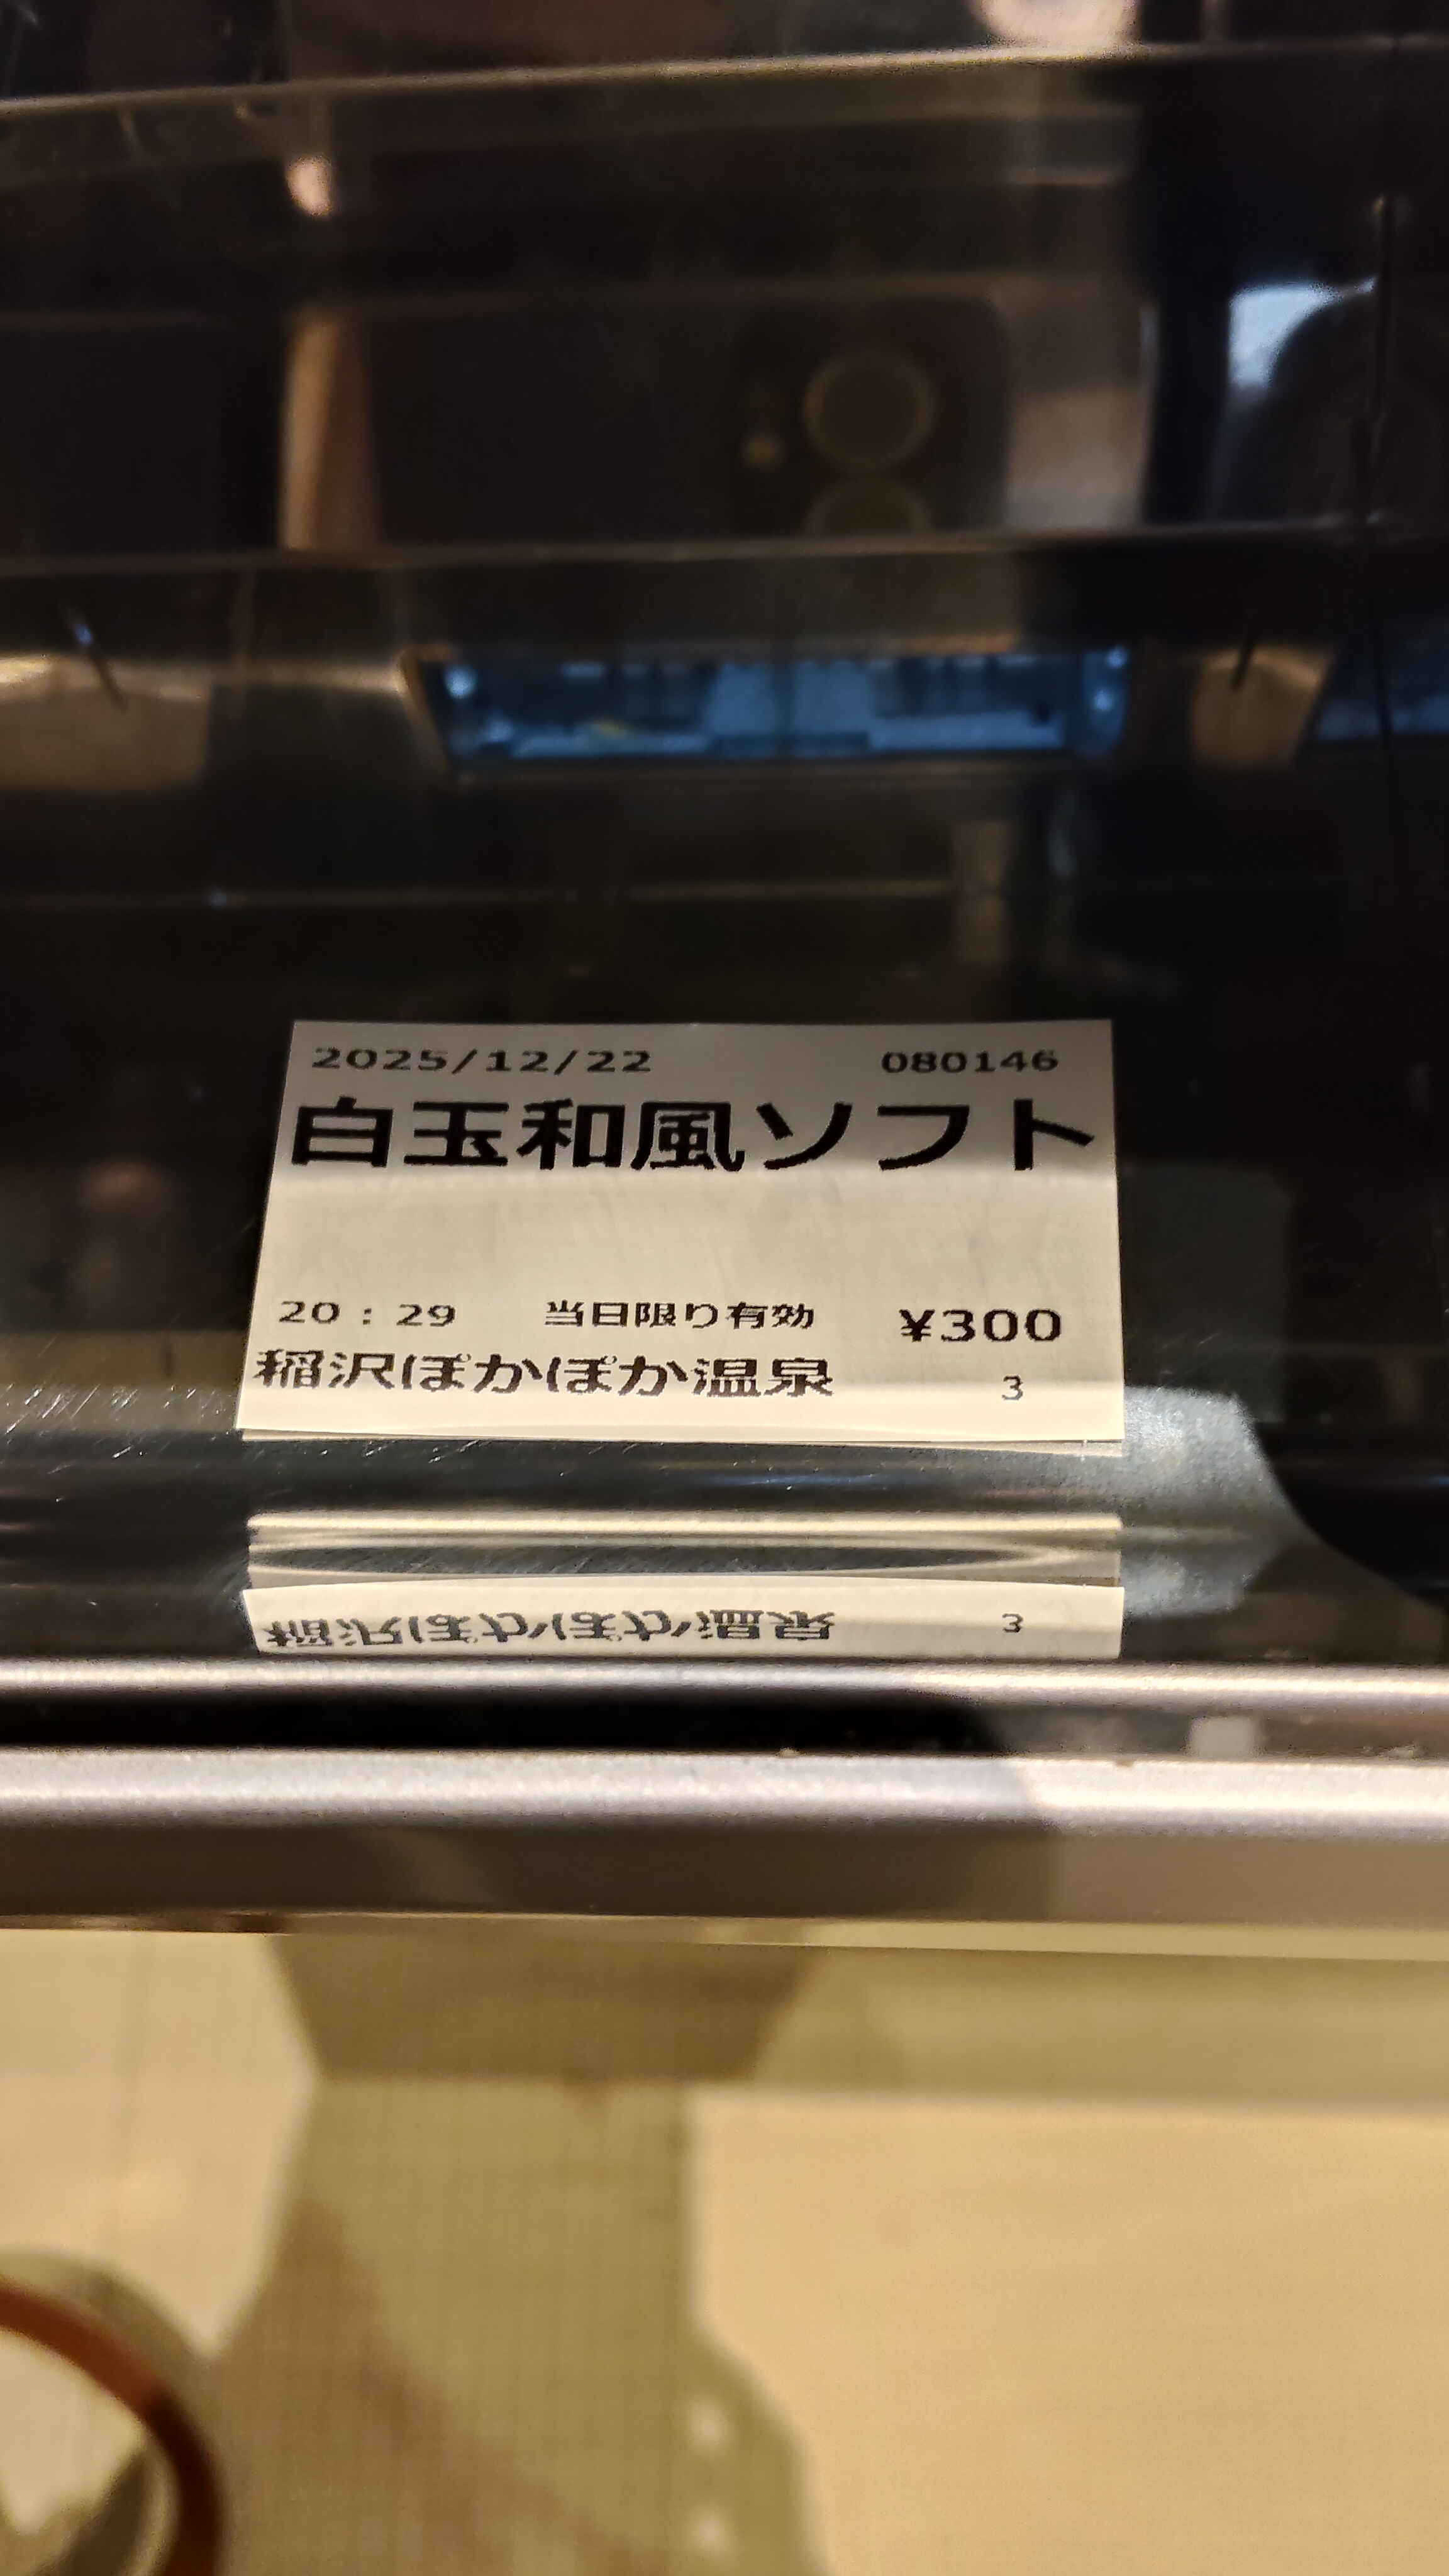 2025/12/22 080146
白玉和風ソフト
20：29 当日限り有効 ¥300
稲沢ぽかぽか温泉 3